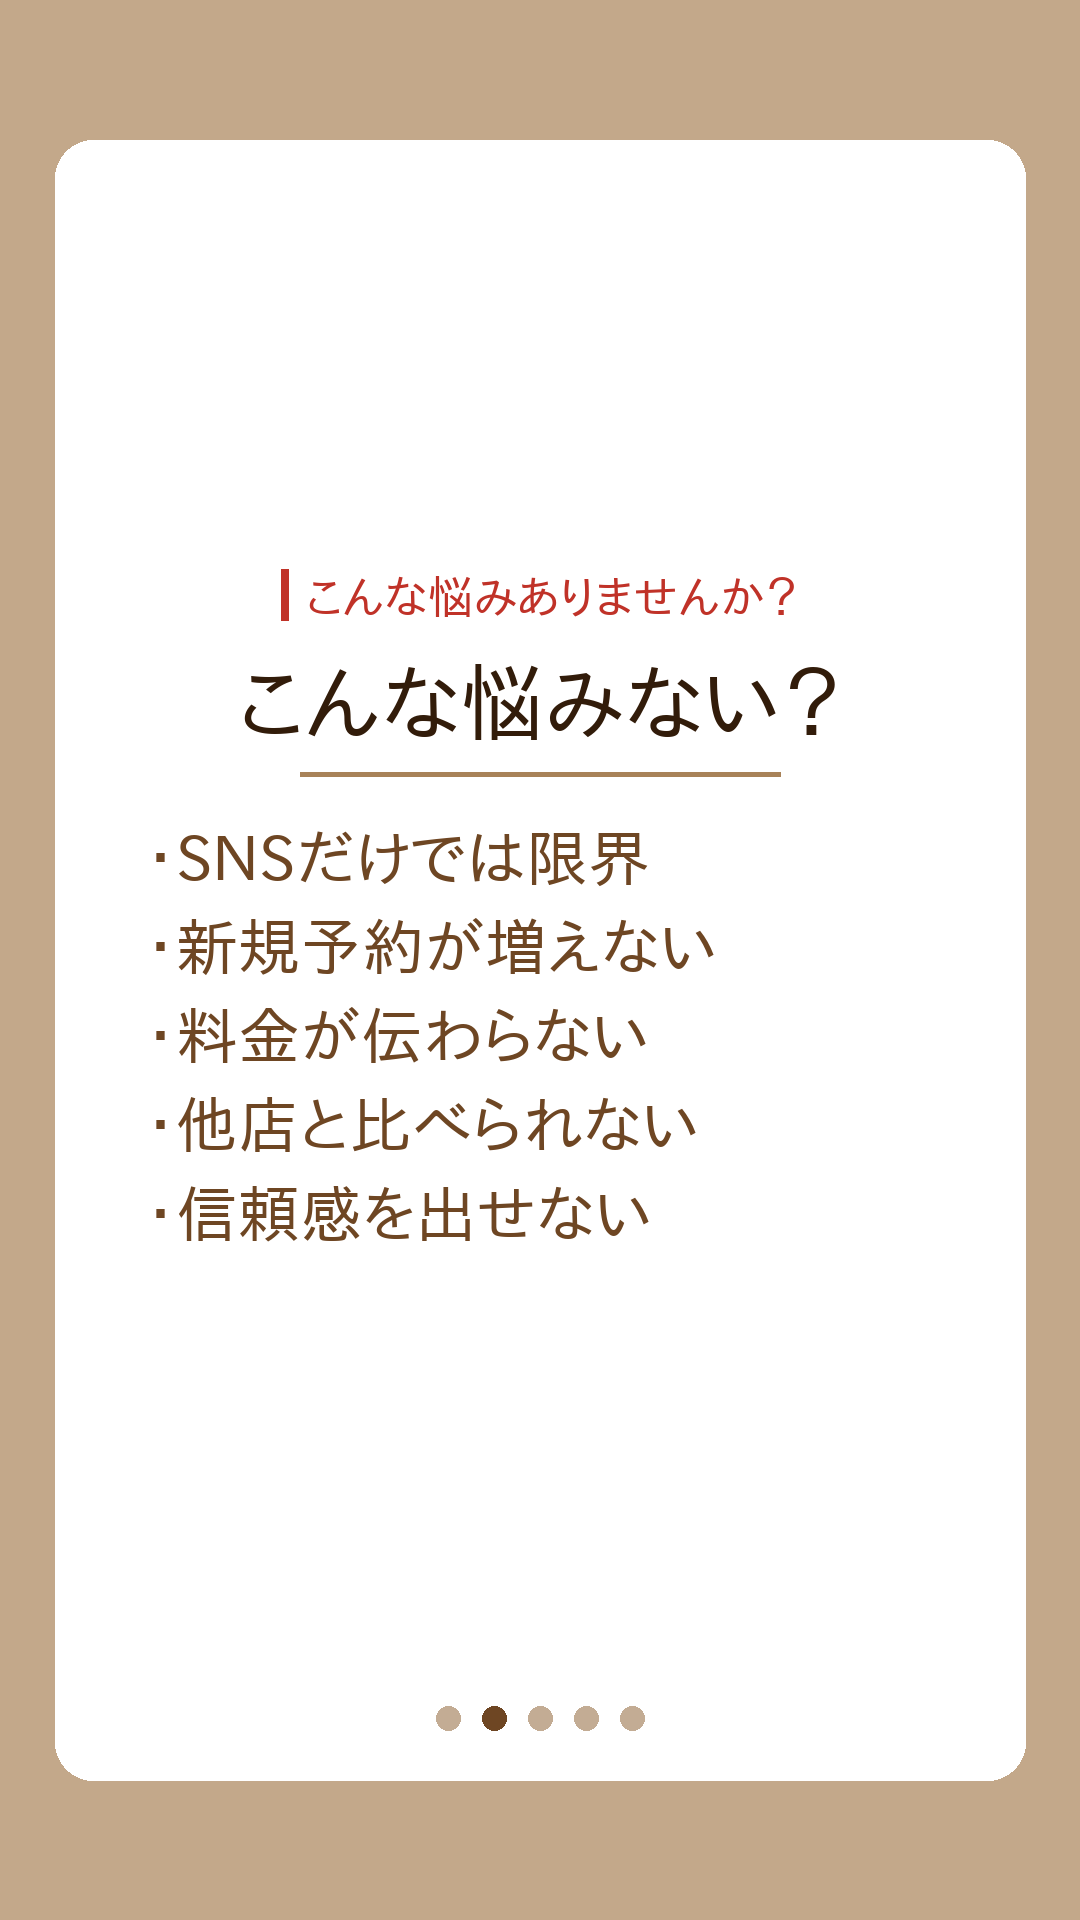 こんな悩みありませんか？
こんな悩みない？
・SNSだけでは限界
・新規予約が増えない
・料金が伝わらない
・他店と比べられない
・信頼感を出せない